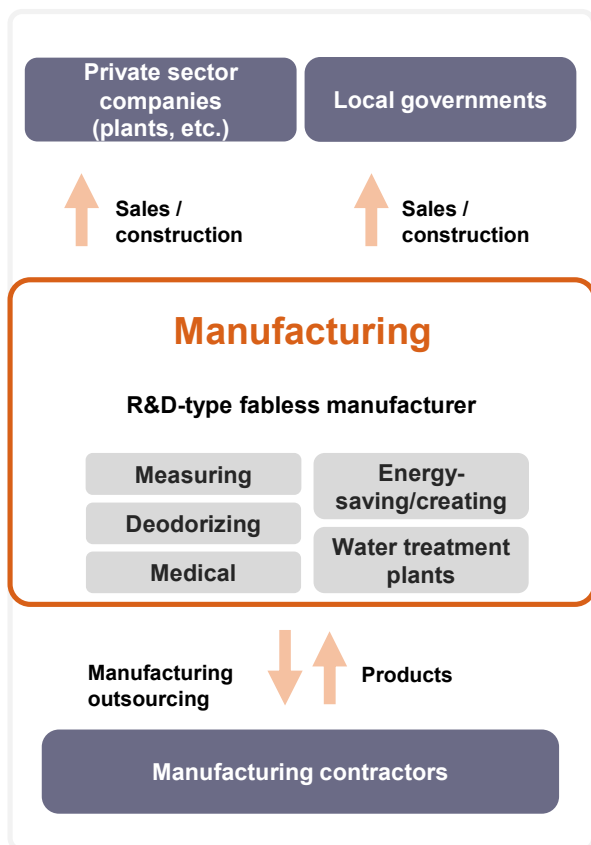 Private sector
companies
(plants, etc.)
Local governments
Sales /
construction
Sales /
construction
Manufacturing
R&D-type fabless manufacturer
Measuring
Deodorizing
Medical
Energy-
saving/creating
Water treatment
plants
Manufacturing
outsourcing
Products
Manufacturing contractors